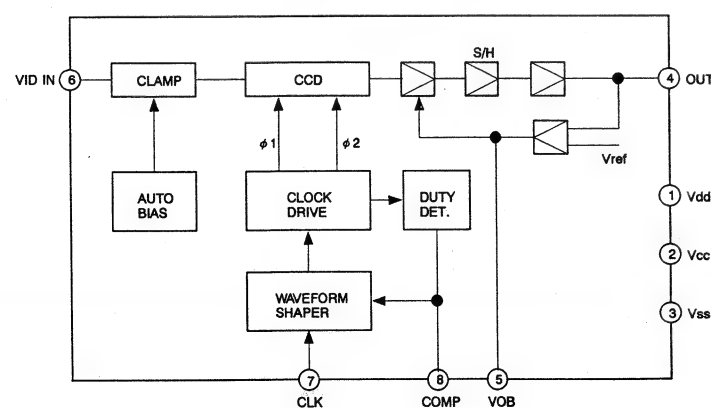 S/H
VID IN 6 CLAMP CCD 4 OUT
φ1 φ2
Vref
AUTO
BIAS
CLOCK
DRIVE
DUTY
DET.
1 Vdd
2 Vcc
3 Vss
WAVEFORM
SHAPER
7 8 5
CLK COMP VOB